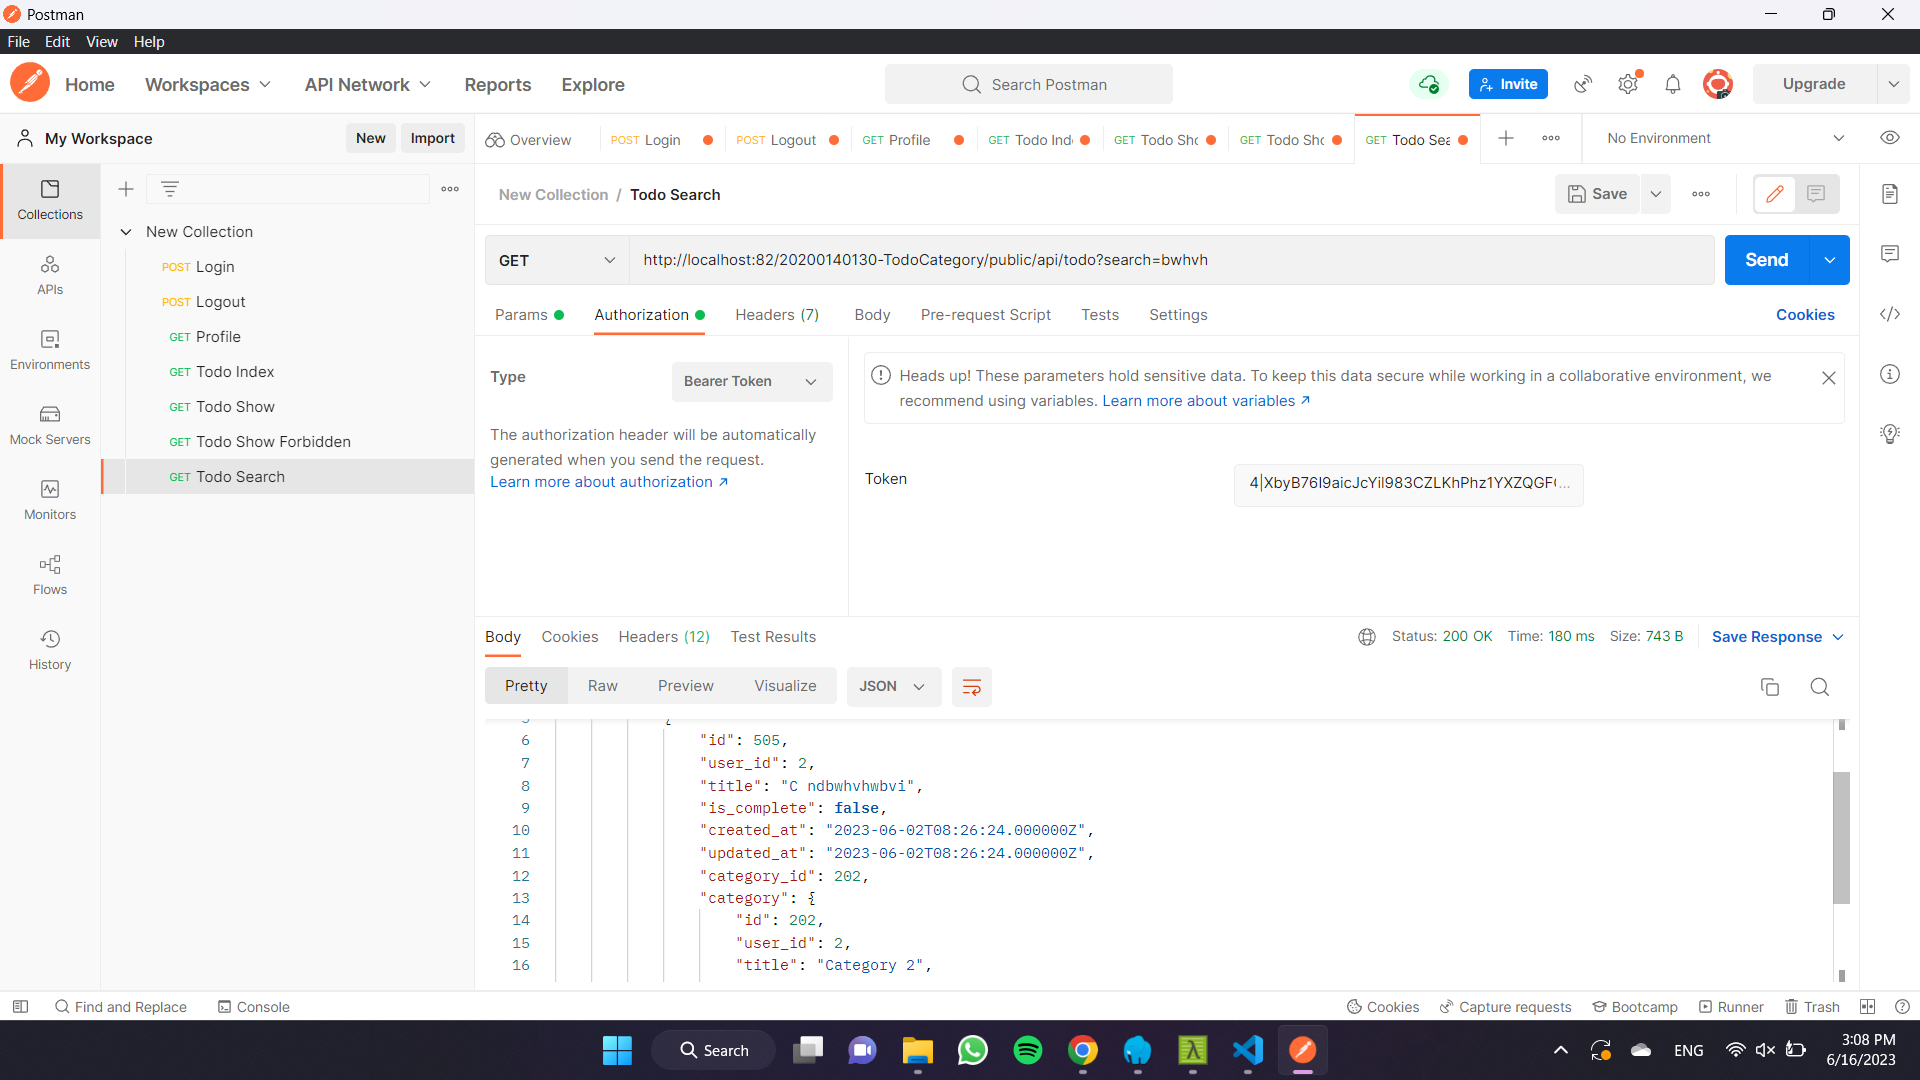 Postman
File Edit View Help
Home Workspaces API Network Reports Explore
Search Postman
Invite
Upgrade
My Workspace
New Import
Overview
POST Login
POST Logout
GET Profile
GET Todo Ind
GET Todo Sho
GET Todo Sho
GET Todo Sea
No Environment
Collections
APIs
Environments
Mock Servers
Monitors
Flows
History
New Collection
POST Login
POST Logout
GET Profile
GET Todo Index
GET Todo Show
GET Todo Show Forbidden
GET Todo Search
New Collection / Todo Search
Save
GET
http://localhost:82/20200140130-TodoCategory/public/api/todo?search=bwhvh
Send
Params Authorization Headers (7) Body Pre-request Script Tests Settings
Cookies
Type
Bearer Token
The authorization header will be automatically
generated when you send the request.
Learn more about authorization ↗
Heads up! These parameters hold sensitive data. To keep this data secure while working in a collaborative environment, we
recommend using variables. Learn more about variables ↗
Token
Body Cookies Headers (12) Test Results
Status: 200 OK Time: 180 ms Size: 743 B
Save Response
Pretty Raw Preview Visualize
JSON
5 {
6 "id": 505,
7 "user_id": 2,
8 "title": "C ndbwhvhwbvi",
9 "is_complete": false,
10 "created_at": "2023-06-02T08:26:24.000000Z",
11 "updated_at": "2023-06-02T08:26:24.000000Z",
12 "category_id": 202,
13 "category": {
14 "id": 202,
15 "user_id": 2,
16 "title": "Category 2",
Find and Replace
Console
Cookies
Capture requests
Bootcamp
Runner
Trash
Search
ENG
3:08 PM
6/16/2023